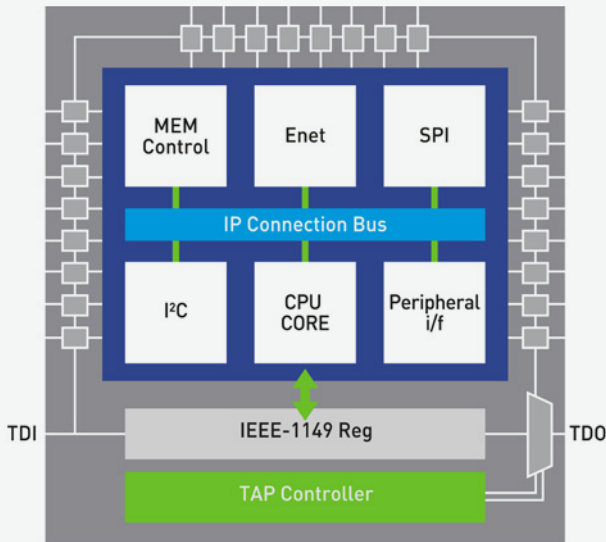 MEM
Control
Enet
SPI
IP Connection Bus
I²C
CPU
CORE
Peripheral
i/f
TDI
IEEE-1149 Reg
TDO
TAP Controller